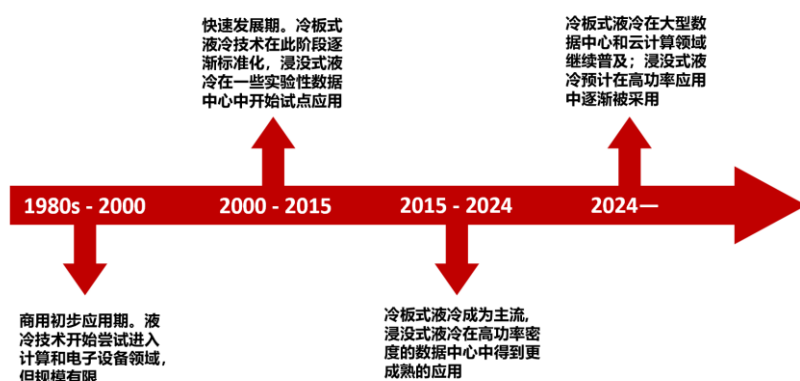 快速发展期。冷板式
液冷技术在此阶段逐
渐标准化，浸没式液
冷在一些实验性数据
中心中开始试点应用
冷板式液冷在大型数
据中心和云计算领域
继续普及；浸没式液
冷预计在高功率应用
中逐渐被采用
1980s - 2000
2000 - 2015
2015 - 2024
2024—
商用初步应用期。液
冷技术开始尝试进入
计算和电子设备领域，
但规模有限
冷板式液冷成为主流，
浸没式液冷在高功率密
度的数据中心中得到更
成熟的应用